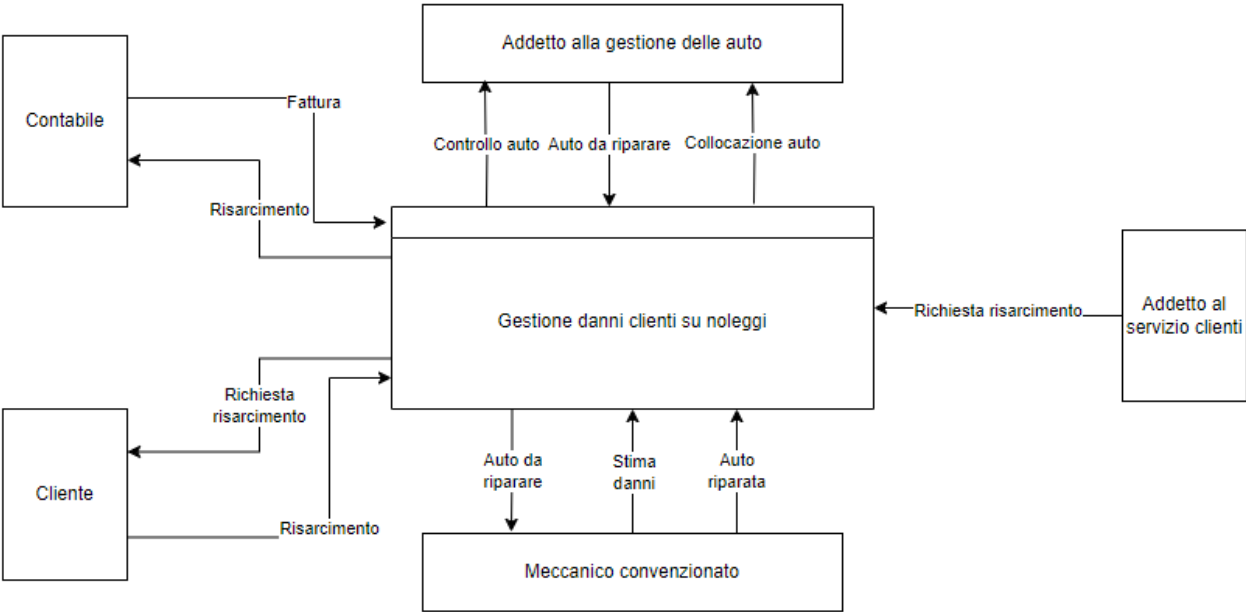 Addetto alla gestione delle auto
Contabile
Fattura
Controllo auto
Auto da riparare
Collocazione auto
Risarcimento
Gestione danni clienti su noleggi
Richiesta risarcimento
Addetto al
servizio clienti
Richiesta
risarcimento
Cliente
Risarcimento
Auto da
riparare
Stima
danni
Auto
riparata
Meccanico convenzionato